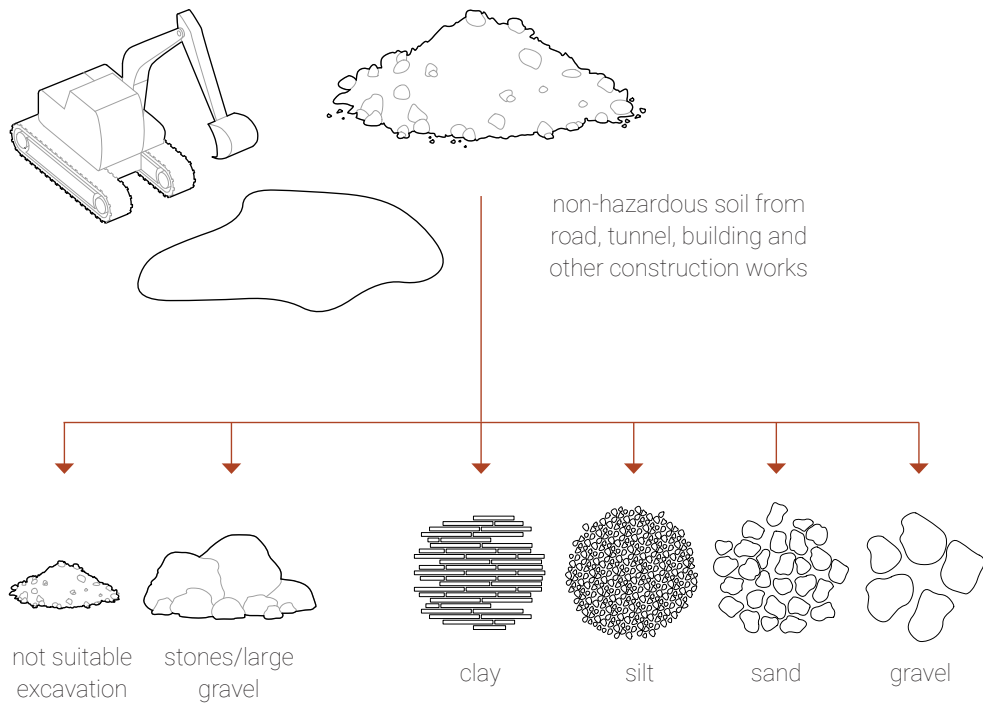 non-hazardous soil from
road, tunnel, building and
other construction works
not suitable
excavation
stones/large
gravel
clay
silt
sand
gravel